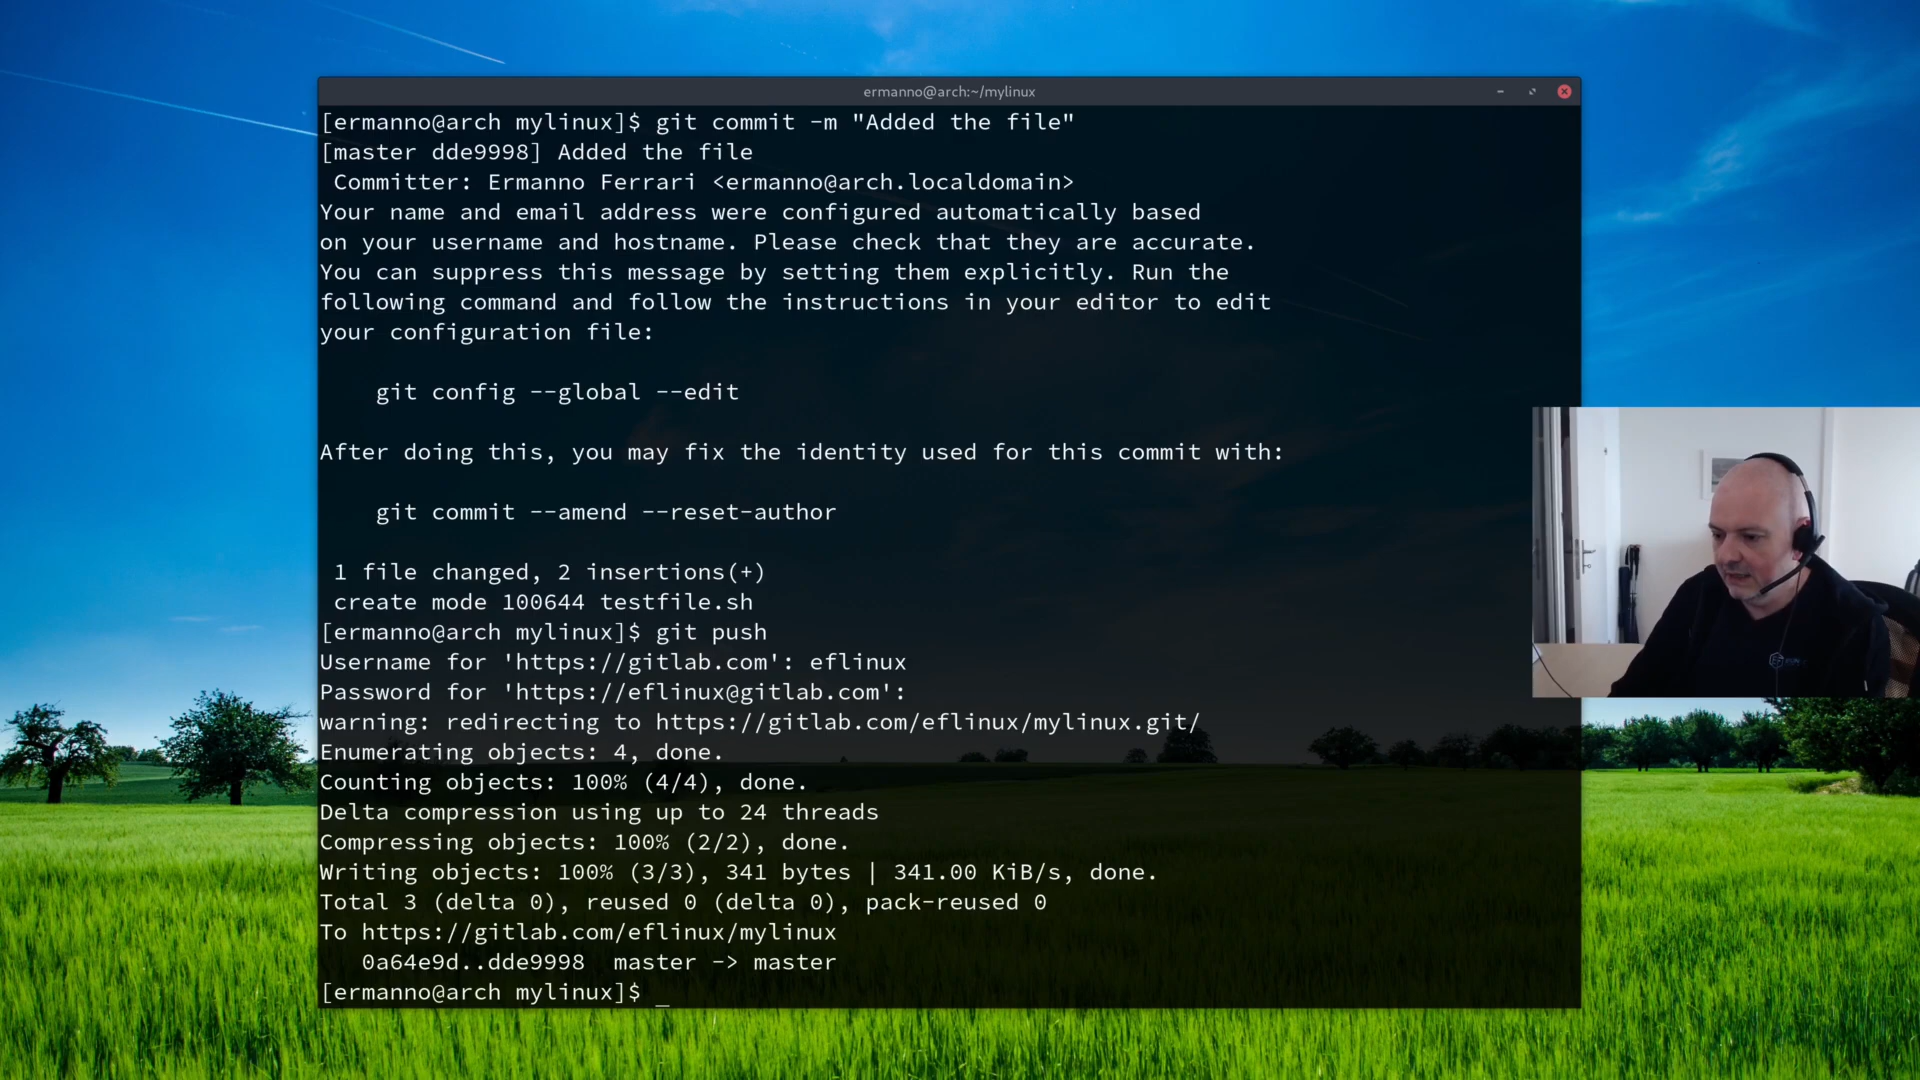 ermanno@arch:~/mylinux
[ermanno@arch mylinux]$ git commit -m "Added the file"
[master dde9998] Added the file
 Committer: Ermanno Ferrari <ermanno@arch.localdomain>
Your name and email address were configured automatically based
on your username and hostname. Please check that they are accurate.
You can suppress this message by setting them explicitly. Run the
following command and follow the instructions in your editor to edit
your configuration file:
    git config --global --edit
After doing this, you may fix the identity used for this commit with:
    git commit --amend --reset-author
 1 file changed, 2 insertions(+)
 create mode 100644 testfile.sh
[ermanno@arch mylinux]$ git push
Username for 'https://gitlab.com': eflinux
Password for 'https://eflinux@gitlab.com':
warning: redirecting to https://gitlab.com/eflinux/mylinux.git/
Enumerating objects: 4, done.
Counting objects: 100% (4/4), done.
Delta compression using up to 24 threads
Compressing objects: 100% (2/2), done.
Writing objects: 100% (3/3), 341 bytes | 341.00 KiB/s, done.
Total 3 (delta 0), reused 0 (delta 0), pack-reused 0
To https://gitlab.com/eflinux/mylinux
   0a64e9d..dde9998  master -> master
[ermanno@arch mylinux]$ _